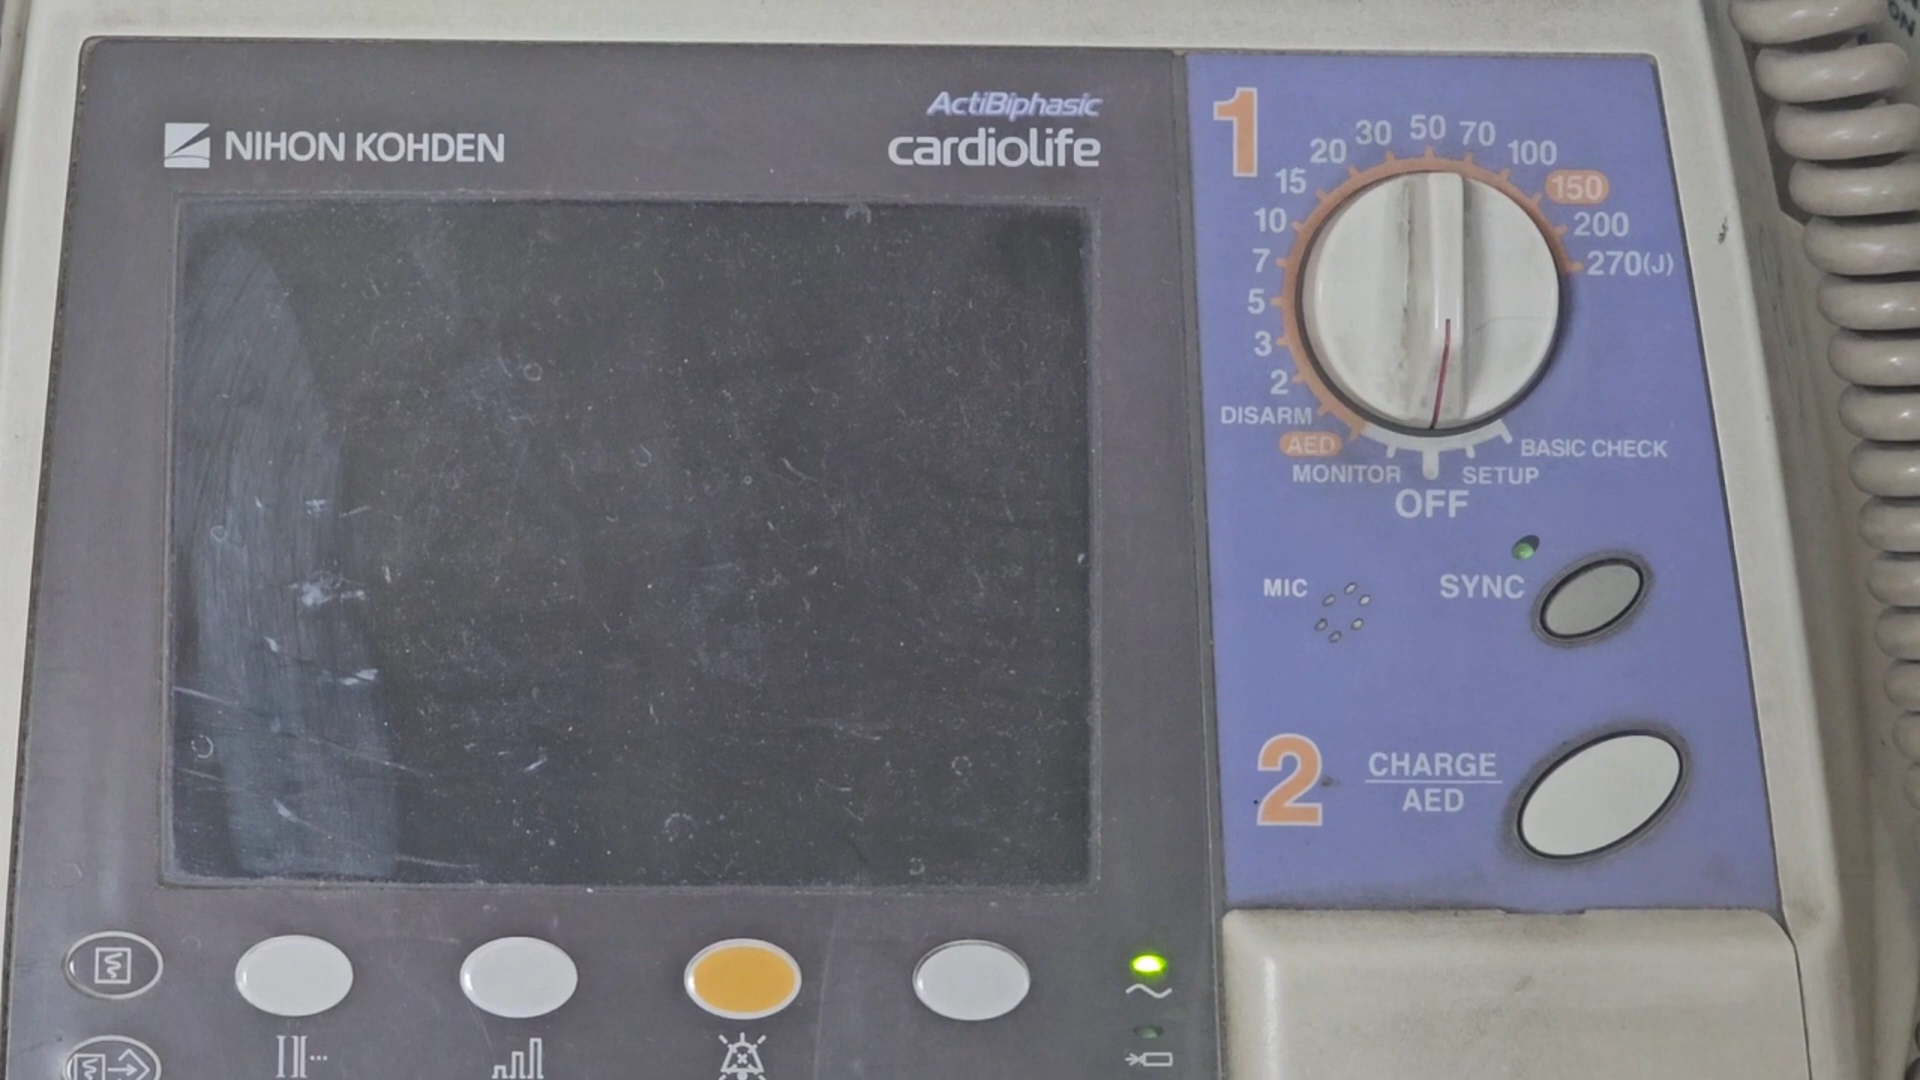 NIHON KOHDEN
ActiBiphasic
cardiolife
1
DISARM
2
3
5
7
10
15
20
30
50
70
100
150
200
270(J)
AED
MONITOR
OFF
SETUP
BASIC CHECK
MIC
SYNC
2
CHARGE
AED